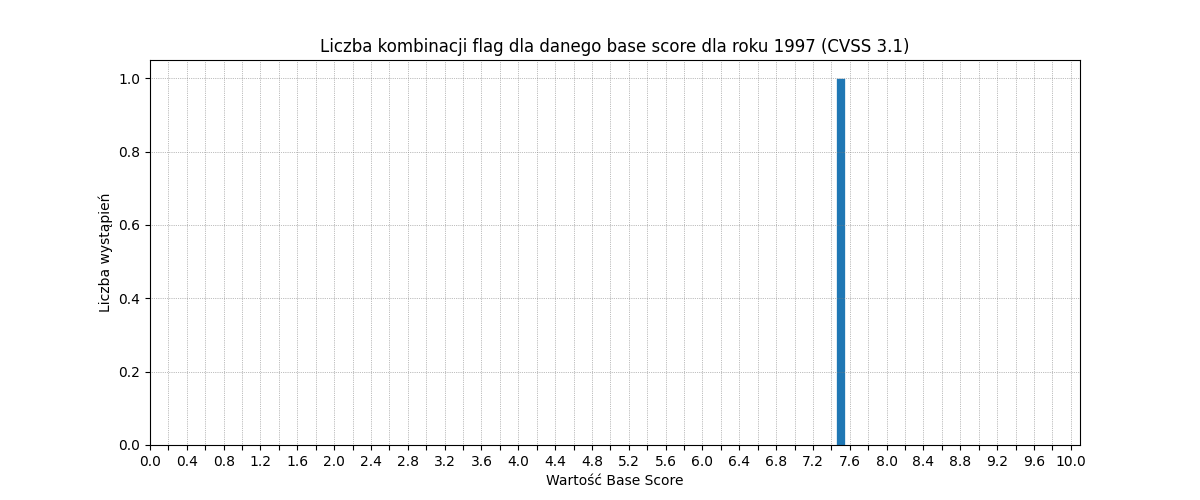 Liczba kombinacji flag dla danego base score dla roku 1997 (CVSS 3.1)
1.0
0.8
0.6
0.4
0.2
0.0
Liczba wystąpień
0.0 0.4 0.8 1.2 1.6 2.0 2.4 2.8 3.2 3.6 4.0 4.4 4.8 5.2 5.6 6.0 6.4 6.8 7.2 7.6 8.0 8.4 8.8 9.2 9.6 10.0
Wartość Base Score